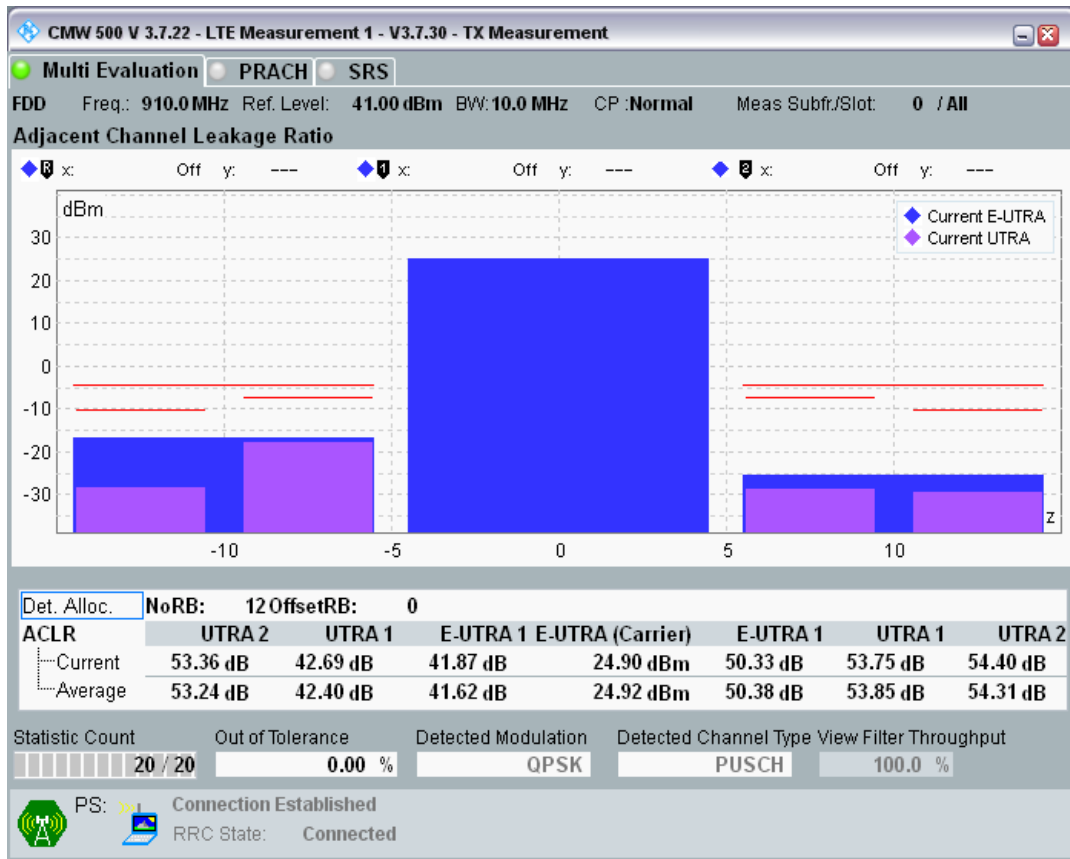 CMW 500 V 3.7.22 - LTE Measurement 1 - V3.7.30 - TX Measurement
Multi Evaluation PRACH SRS
FDD Freq.: 910.0 MHz Ref. Level: 41.00 dBm BW: 10.0 MHz CP :Normal Meas Subfr./Slot: 0 / All
Adjacent Channel Leakage Ratio
R x: Off y: --- 1 x: Off y: --- 2 x: Off y: ---
dBm
Current E-UTRA
Current UTRA
30
20
10
0
-10
-20
-30
z
-10 -5 0 5 10
Det. Alloc. NoRB: 12 OffsetRB: 0
ACLR UTRA 2 UTRA 1 E-UTRA 1 E-UTRA (Carrier) E-UTRA 1 UTRA 1 UTRA 2
Current 53.36 dB 42.69 dB 41.87 dB 24.90 dBm 50.33 dB 53.75 dB 54.40 dB
Average 53.24 dB 42.40 dB 41.62 dB 24.92 dBm 50.38 dB 53.85 dB 54.31 dB
Statistic Count Out of Tolerance Detected Modulation Detected Channel Type View Filter Throughput
20 / 20 0.00 % QPSK PUSCH 100.0 %
PS: Connection Established
RRC State: Connected